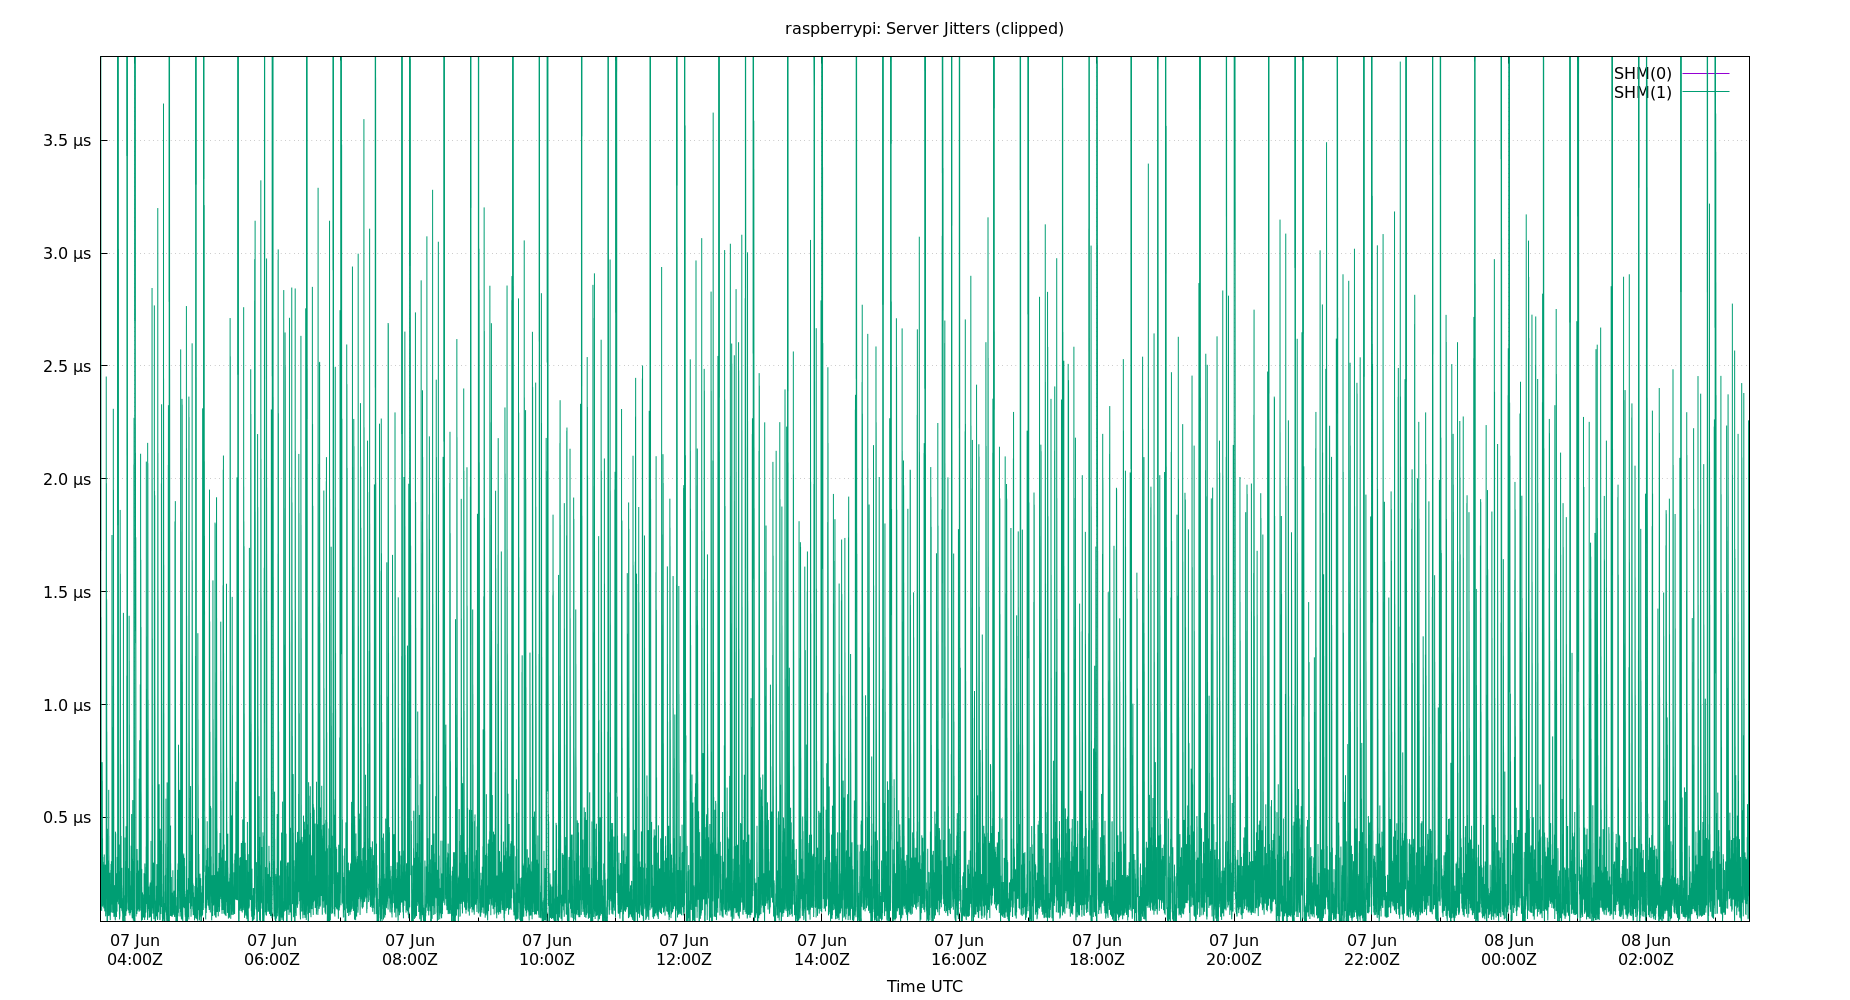 raspberrypi: Server Jitters (clipped)
SHM(0)
SHM(1)
3.5 µs
3.0 µs
2.5 µs
2.0 µs
1.5 µs
1.0 µs
0.5 µs
07 Jun 07 Jun 07 Jun 07 Jun 07 Jun 07 Jun 07 Jun 07 Jun 07 Jun 07 Jun 08 Jun 08 Jun
04:00Z 06:00Z 08:00Z 10:00Z 12:00Z 14:00Z 16:00Z 18:00Z 20:00Z 22:00Z 00:00Z 02:00Z
Time UTC